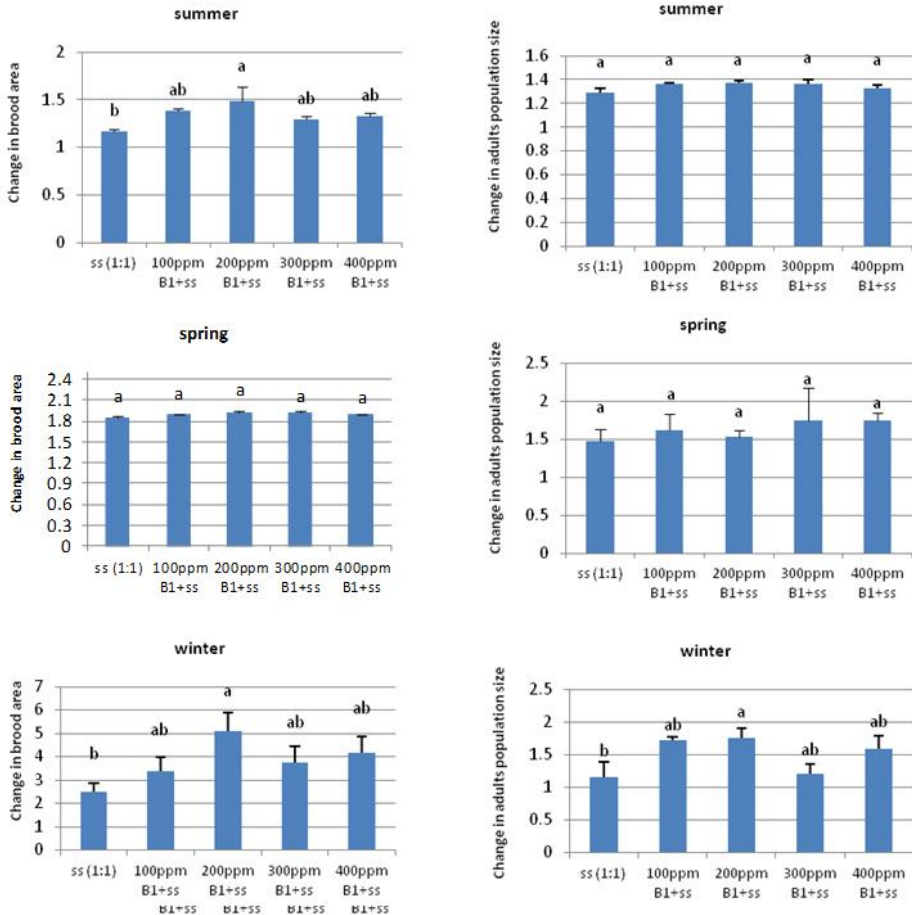 summer
Change in brood area
2
1.5
1
0.5
0
b
ab
a
ab
ab
ss (1:1) 100ppm 200ppm 300ppm 400ppm
B1+ss B1+ss B1+ss B1+ss
summer
Change in adults population size
1.6
1.4
1.2
1
0.8
0.6
0.4
0.2
0
a a a a a
ss (1:1) 100ppm 200ppm 300ppm 400ppm
B1+ss B1+ss B1+ss B1+ss
spring
Change in brood area
2.4
2.1
1.8
1.5
1.2
0.9
0.6
0.3
0
a a a a a
ss (1:1) 100ppm 200ppm 300ppm 400ppm
B1+ss B1+ss B1+ss B1+ss
spring
Change in adults population size
2.5
2
1.5
1
0.5
0
a a a a a
ss (1:1) 100ppm 200ppm 300ppm 400ppm
B1+ss B1+ss B1+ss B1+ss
winter
Change in brood area
7
6
5
4
3
2
1
0
b
ab
a
ab
ab
ss (1:1) 100ppm 200ppm 300ppm 400ppm
B1+ss B1+ss B1+ss B1+ss
B1+ss B1+ss B1+ss B1+ss
winter
Change in adults population size
2.5
2
1.5
1
0.5
0
b
ab
a
ab
ab
ss (1:1) 100ppm 200ppm 300ppm 400ppm
B1+ss B1+ss B1+ss B1+ss